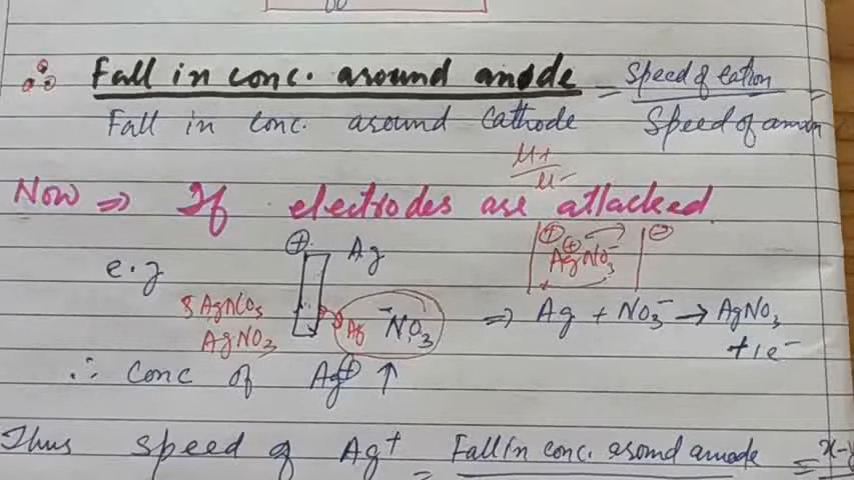 ∴ Fall in conc. around anode = Speed of cation =
Fall in conc. around cathode Speed of anion
μ+
μ-
Now ⇒ If electrodes are attacked
e.g + Ag + + AgNO3- -
8 AgNO3 Ag -NO3 ⇒ Ag + NO3- → AgNO3
AgNO3 + 1e-
∴ Conc of Ag+ ↑
Thus speed of Ag+ = Fall in conc. around anode = x-y